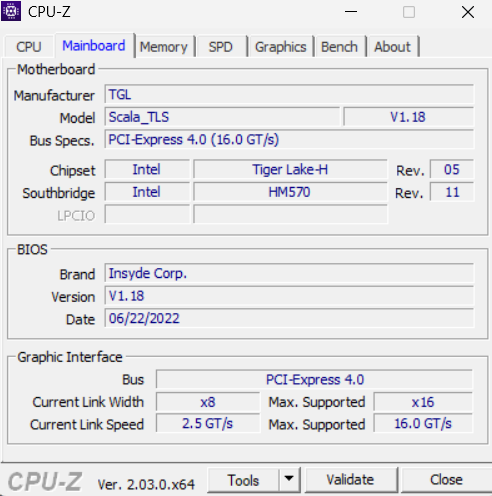 CPU-Z
CPU Mainboard Memory SPD Graphics Bench About
Motherboard
Manufacturer TGL
Model Scala_TLS V1.18
Bus Specs. PCI-Express 4.0 (16.0 GT/s)
Chipset Intel Tiger Lake-H Rev. 05
Southbridge Intel HM570 Rev. 11
LPCIO
BIOS
Brand Insyde Corp.
Version V1.18
Date 06/22/2022
Graphic Interface
Bus PCI-Express 4.0
Current Link Width x8 Max. Supported x16
Current Link Speed 2.5 GT/s Max. Supported 16.0 GT/s
CPU-Z Ver. 2.03.0.x64 Tools Validate Close